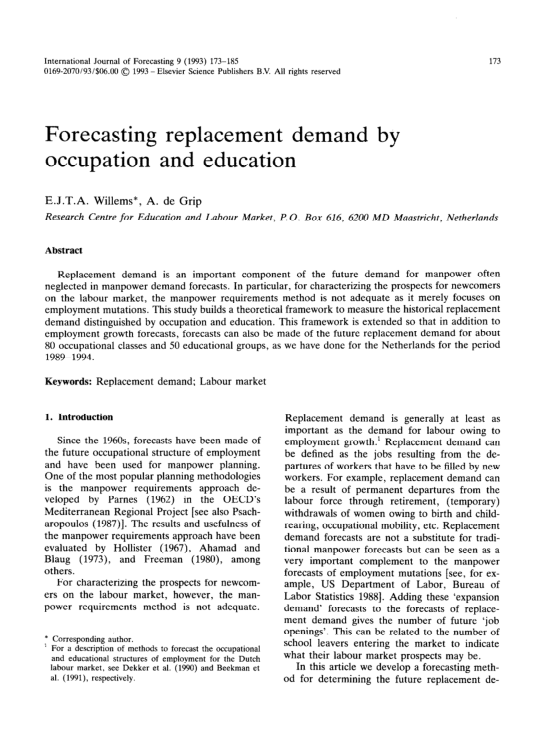 International Journal of Forecasting 9 (1993) 173–185
173
0169-2070/93/$06.00 © 1993 – Elsevier Science Publishers B.V. All rights reserved
Forecasting replacement demand by
occupation and education
E.J.T.A. Willems*, A. de Grip
Research Centre for Education and Labour Market, P.O. Box 616, 6200 MD Maastricht, Netherlands
Abstract
Replacement demand is an important component of the future demand for manpower often
neglected in manpower demand forecasts. In particular, for characterizing the prospects for newcomers
on the labour market, the manpower requirements method is not adequate as it merely focuses on
employment mutations. This study builds a theoretical framework to measure the historical replacement
demand distinguished by occupation and education. This framework is extended so that in addition to
employment growth forecasts, forecasts can also be made of the future replacement demand for about
80 occupational classes and 50 educational groups, as we have done for the Netherlands for the period
1989–1994.
Keywords: Replacement demand; Labour market
1. Introduction
Since the 1960s, forecasts have been made of
the future occupational structure of employment
and have been used for manpower planning.
One of the most popular planning methodologies
is the manpower requirements approach de-
veloped by Parnes (1962) in the OECD's
Mediterranean Regional Project [see also Psach-
aropoulos (1987)]. The results and usefulness of
the manpower requirements approach have been
evaluated by Hollister (1967), Ahamad and
Blaug (1973), and Freeman (1980), among
others.
For characterizing the prospects for newcom-
ers on the labour market, however, the man-
power requirements method is not adequate.
* Corresponding author.
1 For a description of methods to forecast the occupational
and educational structures of employment for the Dutch
labour market, see Dekker et al. (1990) and Beekman et
al. (1991), respectively.
Replacement demand is generally at least as
important as the demand for labour owing to
employment growth.1 Replacement demand can
be defined as the jobs resulting from the de-
partures of workers that have to be filled by new
workers. For example, replacement demand can
be a result of permanent departures from the
labour force through retirement, (temporary)
withdrawals of women owing to birth and child-
rearing, occupational mobility, etc. Replacement
demand forecasts are not a substitute for tradi-
tional manpower forecasts but can be seen as a
very important complement to the manpower
forecasts of employment mutations [see, for ex-
ample, US Department of Labor, Bureau of
Labor Statistics 1988]. Adding these 'expansion
demand' forecasts to the forecasts of replace-
ment demand gives the number of future 'job
openings'. This can be related to the number of
school leavers entering the market to indicate
what their labour market prospects may be.
In this article we develop a forecasting meth-
od for determining the future replacement de-